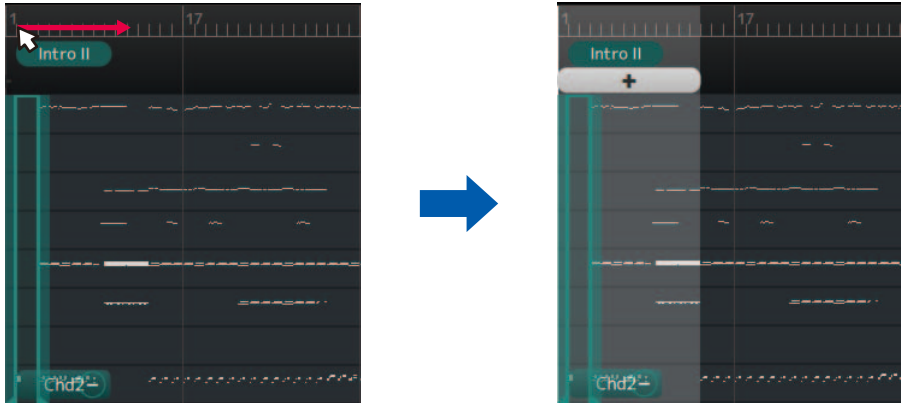 1 17
Intro II
Chd2
1 17
Intro II
+
Chd2